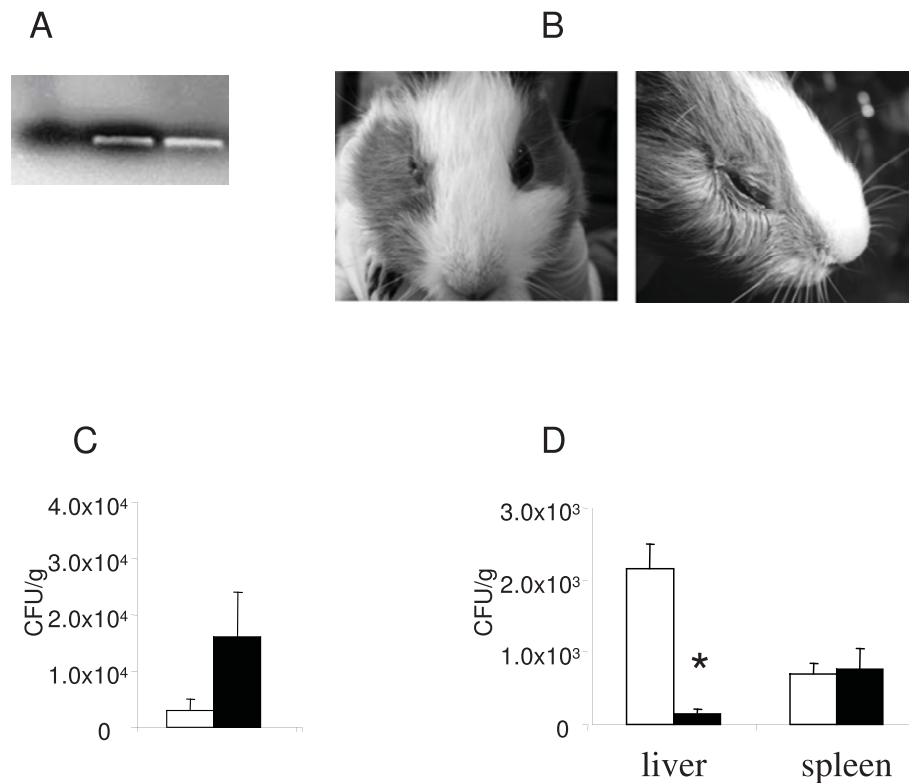 A
B
C
CFU/g
4.0x10⁴
3.0x10⁴
2.0x10⁴
1.0x10⁴
0
D
CFU/g
3.0x10³
2.0x10³
1.0x10³
0
*
liver spleen